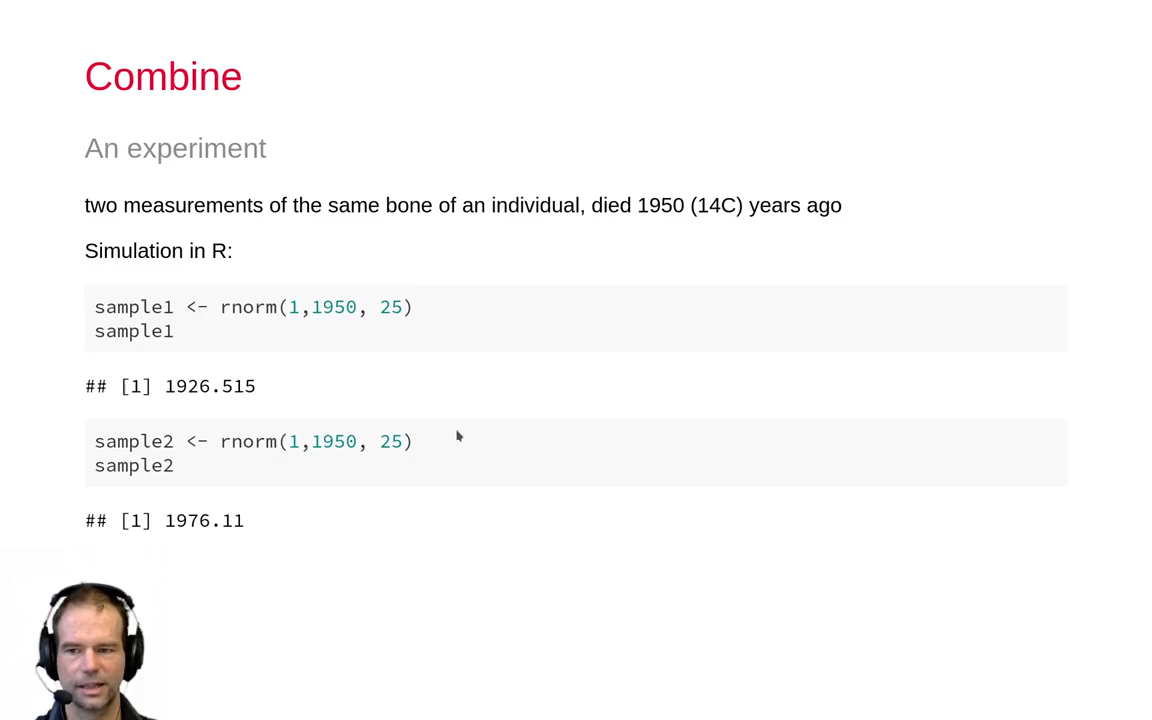 Combine
An experiment
two measurements of the same bone of an individual, died 1950 (14C) years ago
Simulation in R:
sample1 <- rnorm(1,1950, 25)
sample1
## [1] 1926.515
sample2 <- rnorm(1,1950, 25)
sample2
## [1] 1976.11